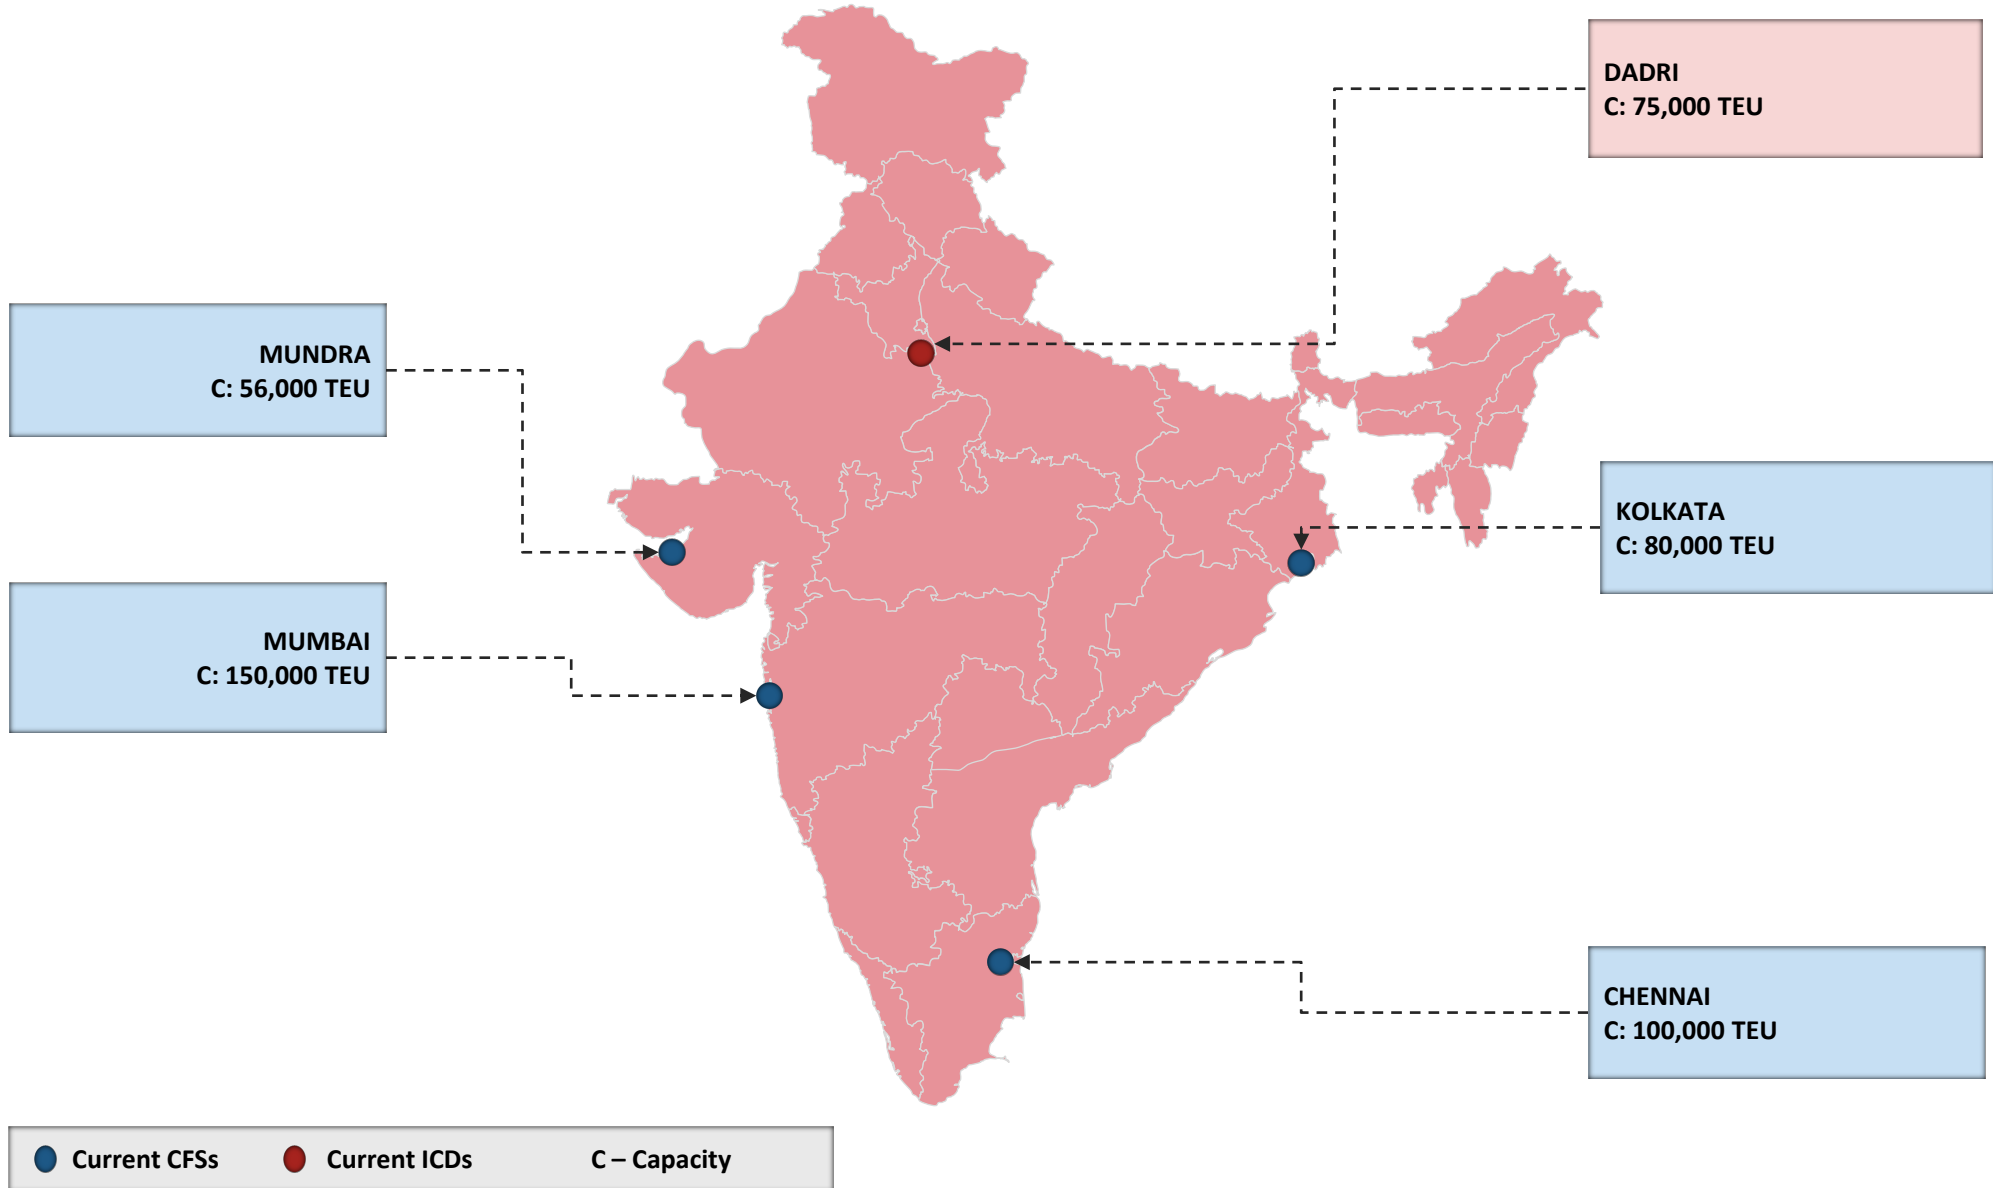 DADRI
C: 75,000 TEU
MUNDRA
C: 56,000 TEU
KOLKATA
C: 80,000 TEU
MUMBAI
C: 150,000 TEU
CHENNAI
C: 100,000 TEU
Current CFSs
Current ICDs
C – Capacity